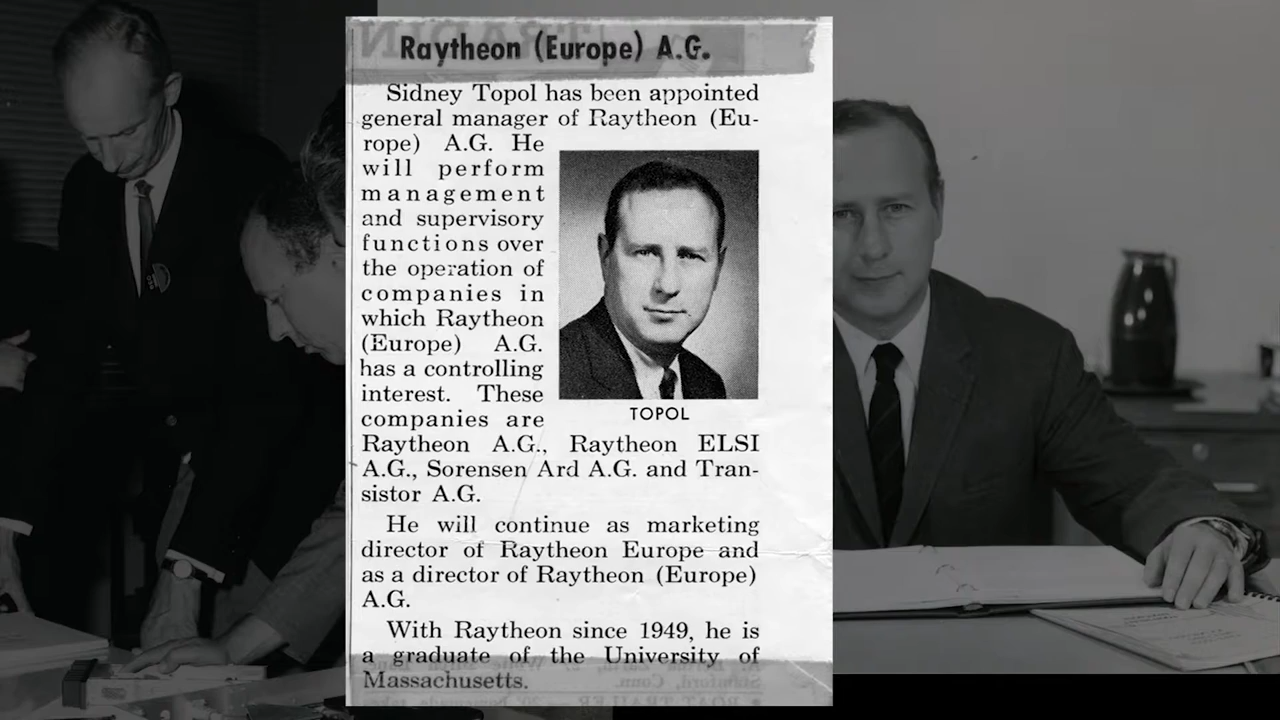 Raytheon (Europe) A.G.
Sidney Topol has been appointed
general manager of Raytheon (Eu-
rope) A.G. He
will perform
management
and supervisory
functions over
the operation of
companies in
which Raytheon
(Europe) A.G.
has a controlling
interest. These
companies are
TOPOL
Raytheon A.G., Raytheon ELSI
A.G., Sorensen Ard A.G. and Tran-
sistor A.G.
He will continue as marketing
director of Raytheon Europe and
as a director of Raytheon (Europe)
A.G.
With Raytheon since 1949, he is
a graduate of the University of
Massachusetts.